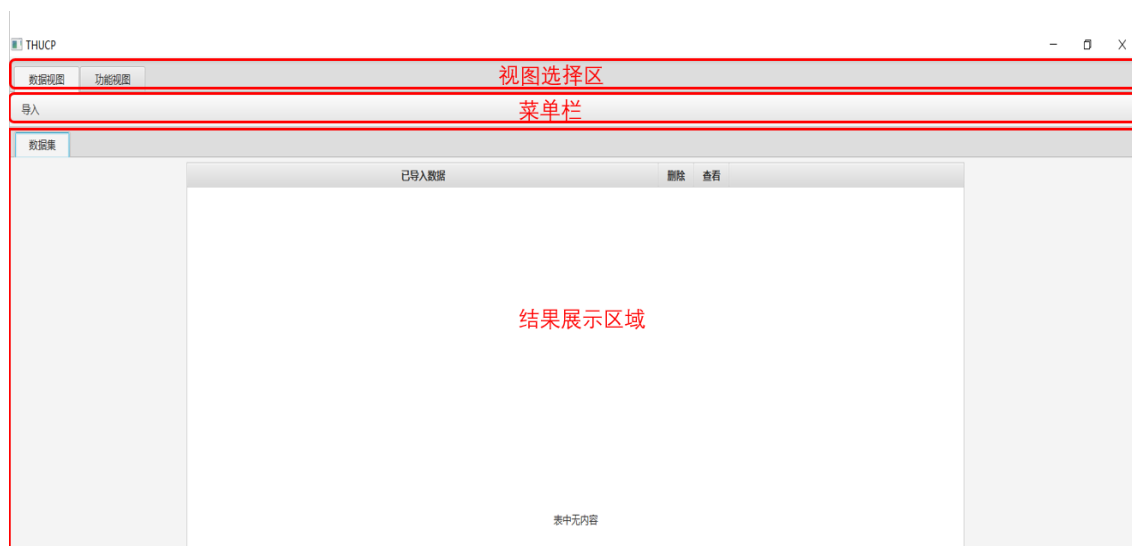 THUCP
数据视图 功能视图 视图选择区
导入 菜单栏
数据集
已导入数据 删除 查看
结果展示区域
表中无内容